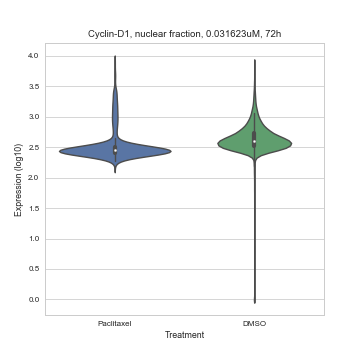 Cyclin-D1, nuclear fraction, 0.031623uM, 72h
4.0
3.5
3.0
2.5
2.0
1.5
1.0
0.5
0.0
Expression (log10)
Paclitaxel DMSO
Treatment